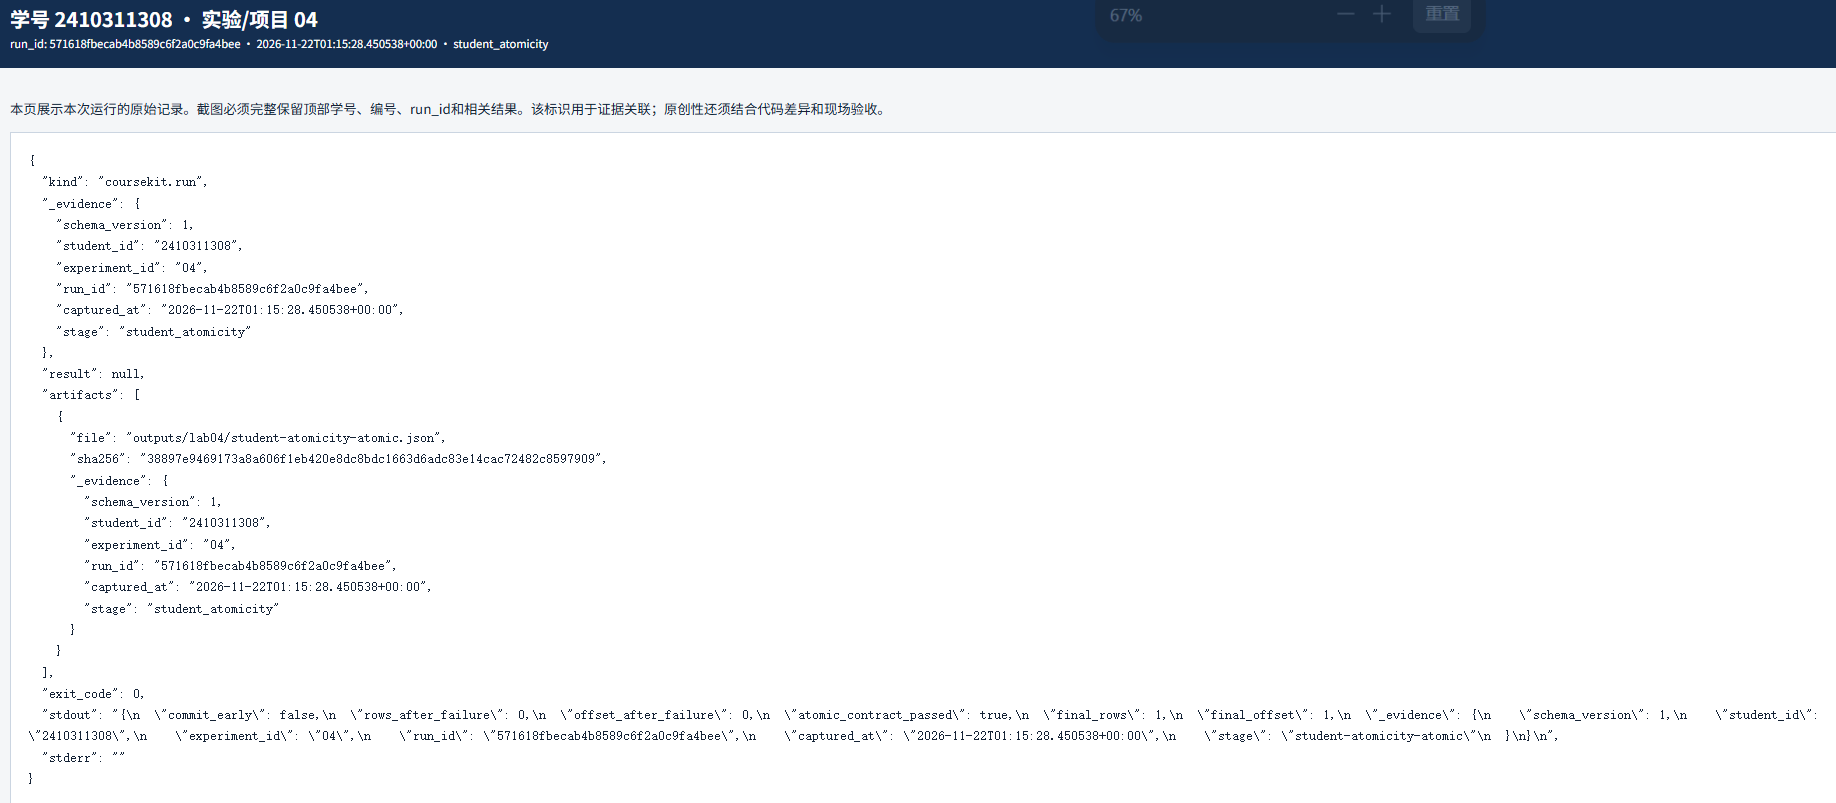 学号 2410311308 • 实验/项目 04
run_id: 571618fbecab4b8589c6f2a0c9fa4bee • 2026-11-22T01:15:28.450538+00:00 • student_atomicity
67%
重置
本页展示本次运行的原始记录。截图必须完整保留顶部学号、编号、run_id和相关结果。该标识用于证据关联；原创性还须结合代码差异和现场验收。
{
  "kind": "coursekit.run",
  "_evidence": {
    "schema_version": 1,
    "student_id": "2410311308",
    "experiment_id": "04",
    "run_id": "571618fbecab4b8589c6f2a0c9fa4bee",
    "captured_at": "2026-11-22T01:15:28.450538+00:00",
    "stage": "student_atomicity"
  },
  "result": null,
  "artifacts": [
    {
      "file": "outputs/lab04/student-atomicity-atomic.json",
      "sha256": "38897e9469173a8a606f1eb420e8dc8bdc1663d6adc83e14cac72482c8597909",
      "_evidence": {
        "schema_version": 1,
        "student_id": "2410311308",
        "experiment_id": "04",
        "run_id": "571618fbecab4b8589c6f2a0c9fa4bee",
        "captured_at": "2026-11-22T01:15:28.450538+00:00",
        "stage": "student_atomicity"
      }
    }
  ],
  "exit_code": 0,
  "stdout": "{\n  \"commit_early\": false,\n  \"rows_after_failure\": 0,\n  \"offset_after_failure\": 0,\n  \"atomic_contract_passed\": true,\n  \"final_rows\": 1,\n  \"final_offset\": 1,\n  \"_evidence\": {\n    \"schema_version\": 1,\n    \"student_id\":
\"2410311308\",\n    \"experiment_id\": \"04\",\n    \"run_id\": \"571618fbecab4b8589c6f2a0c9fa4bee\",\n    \"captured_at\": \"2026-11-22T01:15:28.450538+00:00\",\n    \"stage\": \"student-atomicity-atomic\"\n  }\n}\n",
  "stderr": ""
}